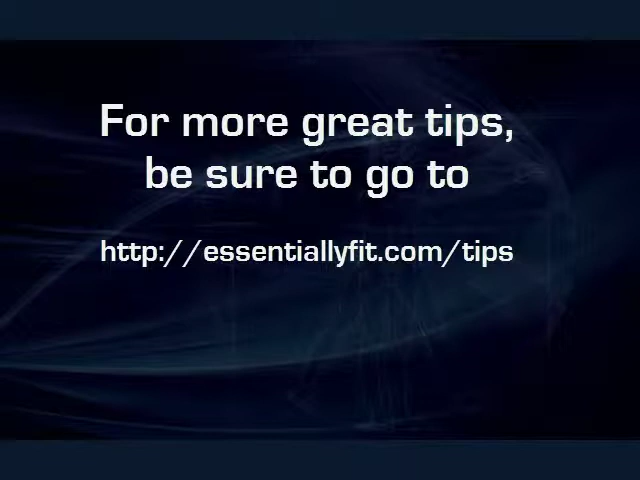 For more great tips,
be sure to go to
http://essentiallyfit.com/tips